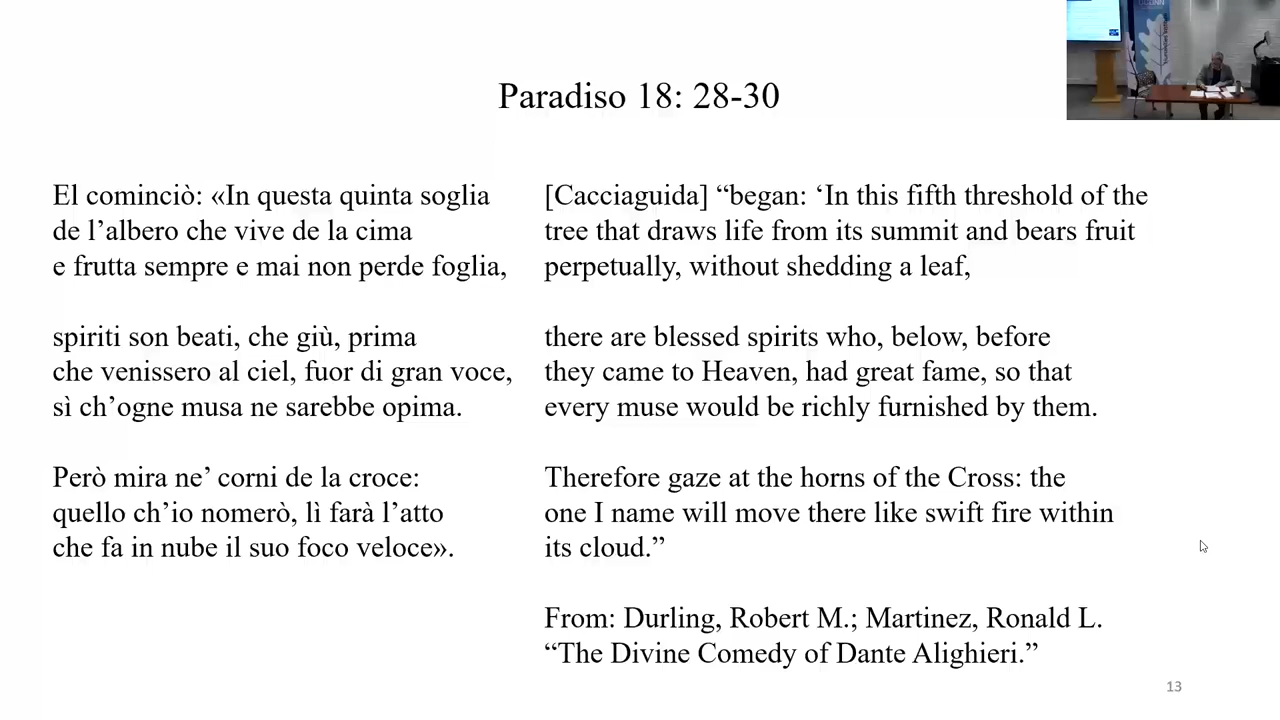 Paradiso 18: 28-30
El cominciò: «In questa quinta soglia
de l’albero che vive de la cima
e frutta sempre e mai non perde foglia,
spiriti son beati, che giù, prima
che venissero al ciel, fuor di gran voce,
sì ch’ogne musa ne sarebbe opima.
Però mira ne’ corni de la croce:
quello ch’io nomerò, lì farà l’atto
che fa in nube il suo foco veloce».
[Cacciaguida] “began: ‘In this fifth threshold of the
tree that draws life from its summit and bears fruit
perpetually, without shedding a leaf,
there are blessed spirits who, below, before
they came to Heaven, had great fame, so that
every muse would be richly furnished by them.
Therefore gaze at the horns of the Cross: the
one I name will move there like swift fire within
its cloud.”
From: Durling, Robert M.; Martinez, Ronald L.
“The Divine Comedy of Dante Alighieri.”
13